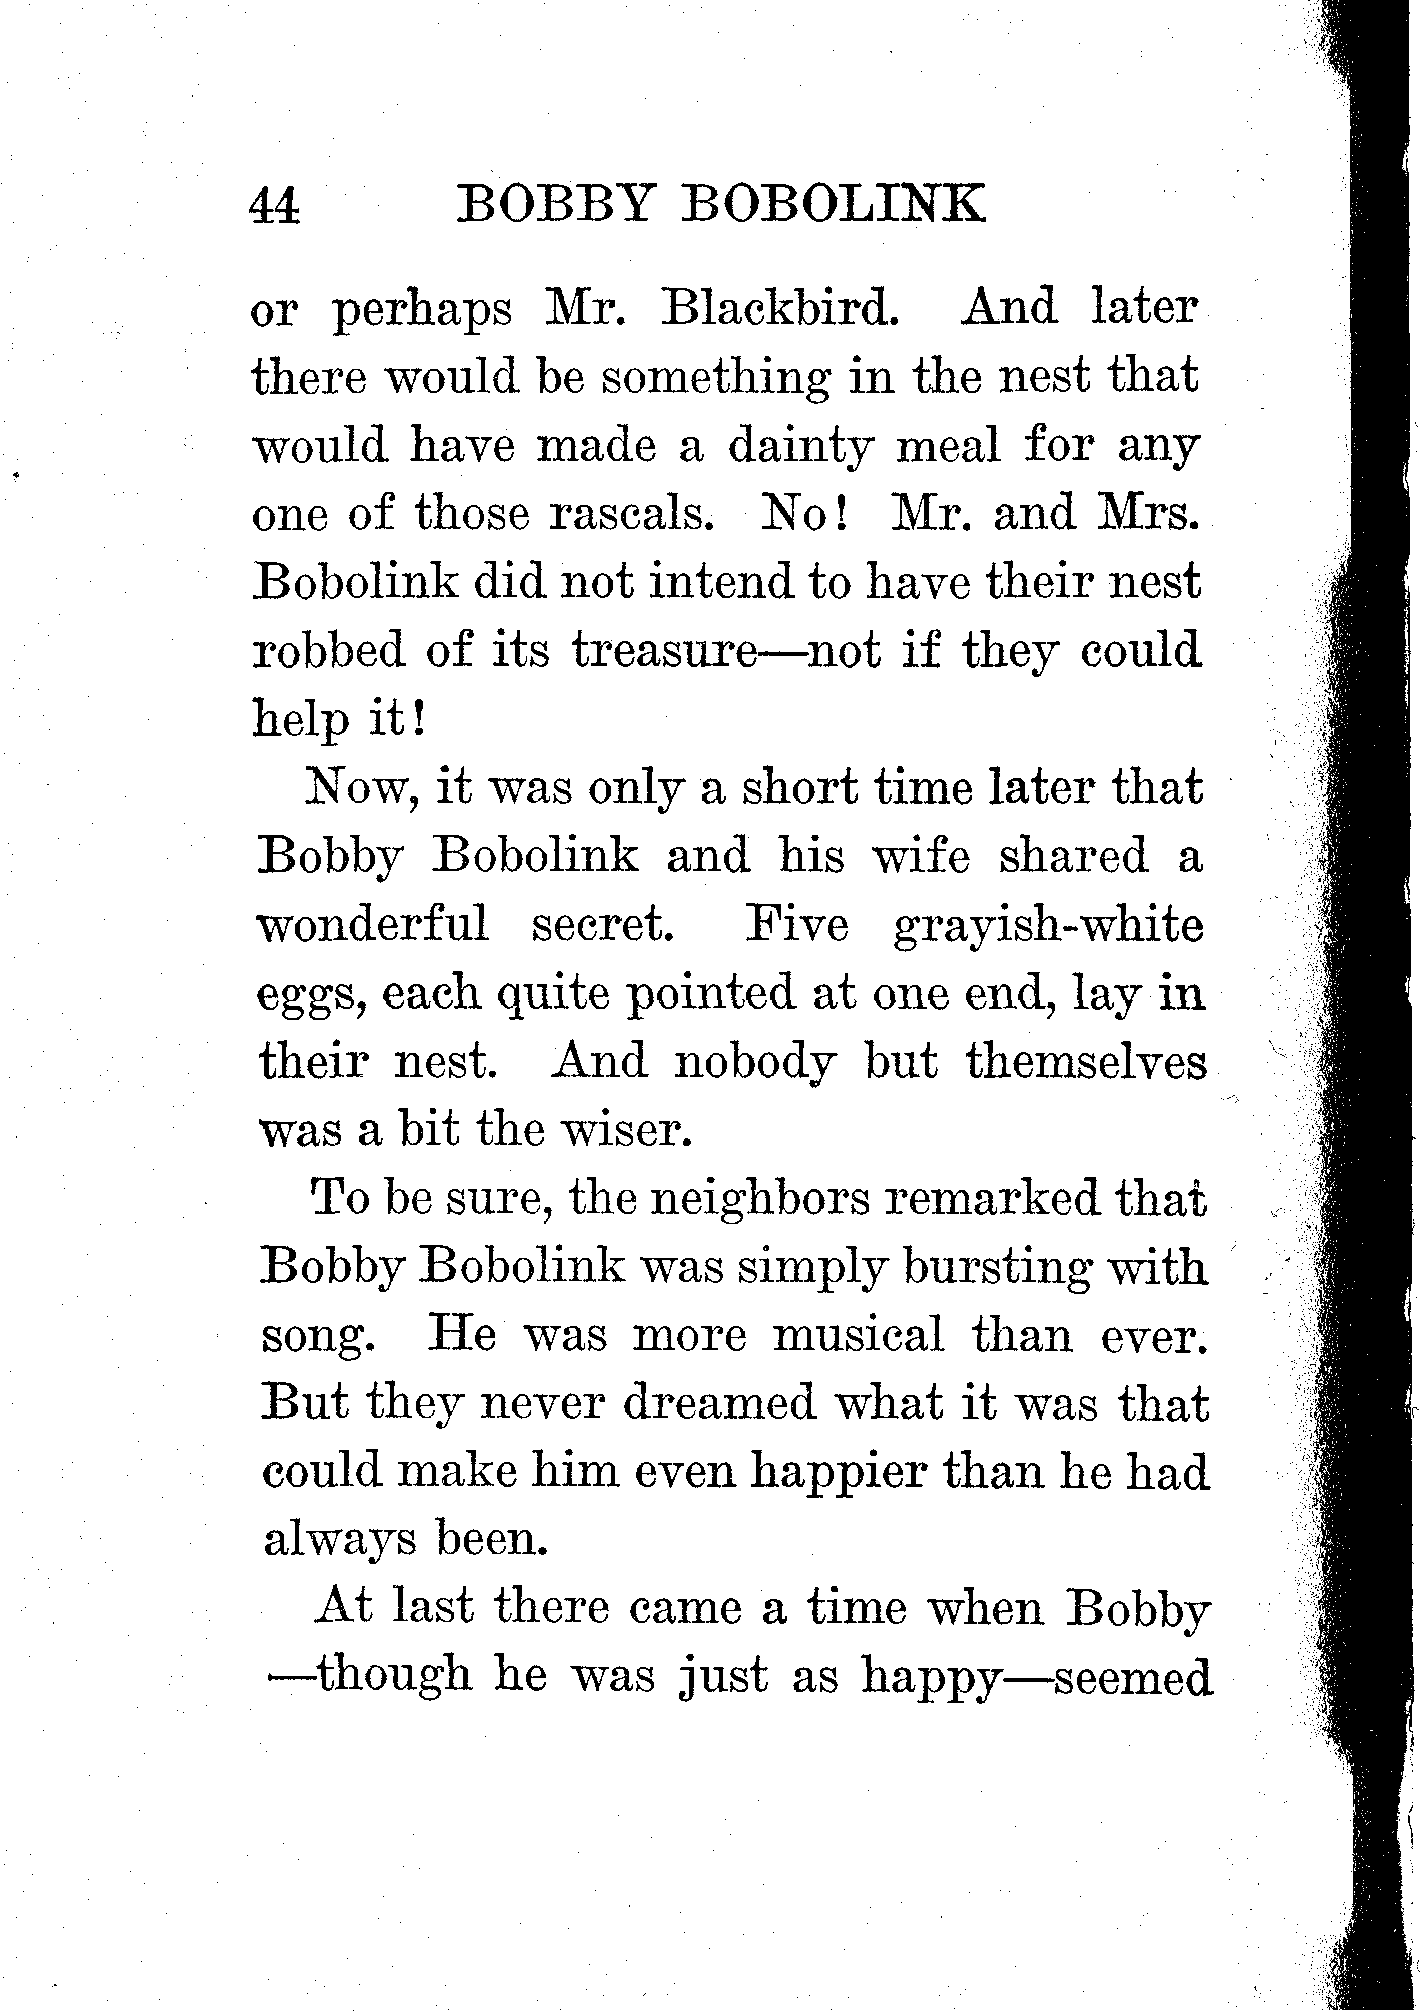 44 BOBBY BOBOLINK
or perhaps Mr. Blackbird. And later
there would be something in the nest that
would have made a dainty meal for any
one of those rascals. No! Mr. and Mrs.
Bobolink did not intend to have their nest
robbed of its treasure—not if they could
help it!
Now, it was only a short time later that
Bobby Bobolink and his wife shared a
wonderful secret. Five grayish-white
eggs, each quite pointed at one end, lay in
their nest. And nobody but themselves
was a bit the wiser.
To be sure, the neighbors remarked that
Bobby Bobolink was simply bursting with
song. He was more musical than ever.
But they never dreamed what it was that
could make him even happier than he had
always been.
At last there came a time when Bobby
—though he was just as happy—seemed